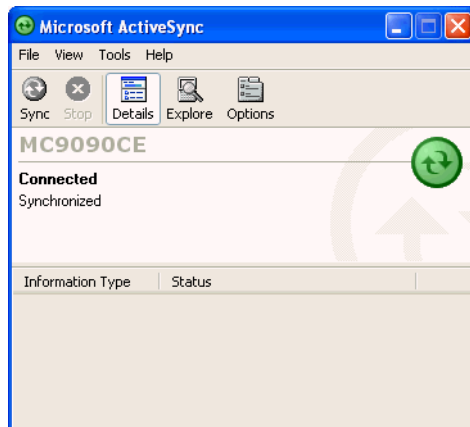 Microsoft ActiveSync
File View Tools Help
Sync Stop Details Explore Options
MC9090CE
Connected
Synchronized
Information Type Status